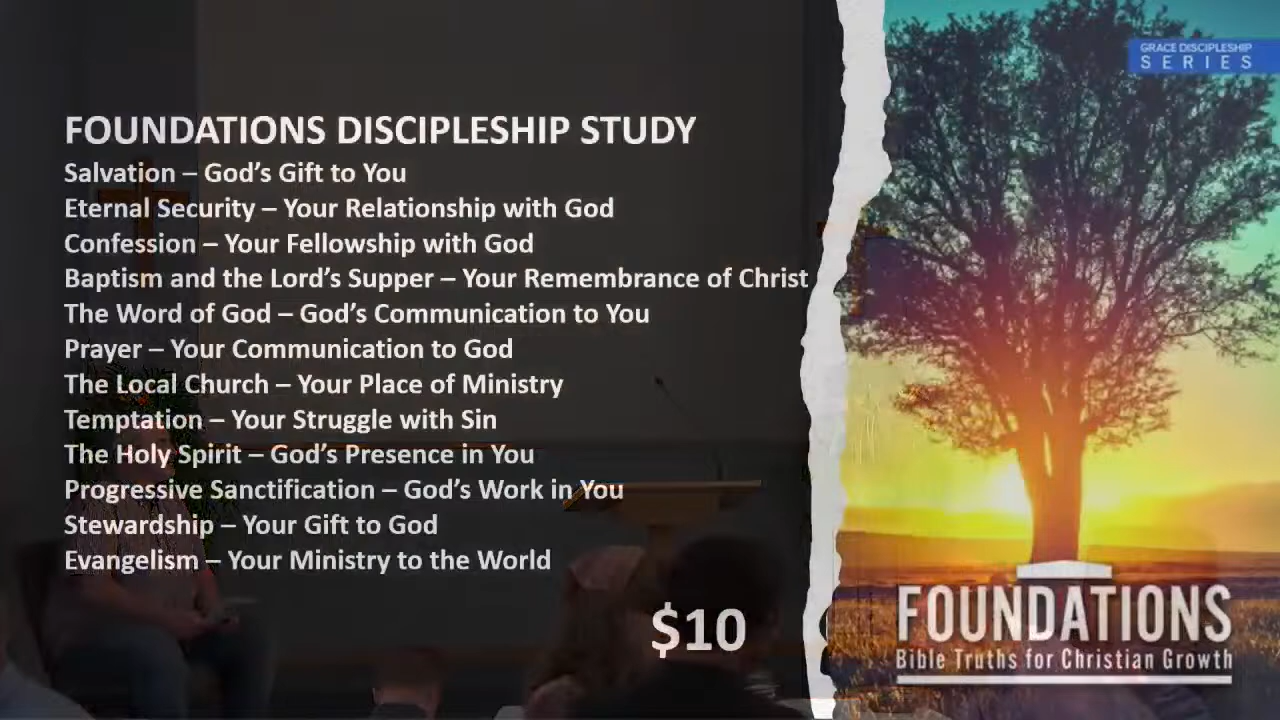 FOUNDATIONS DISCIPLESHIP STUDY
Salvation – God’s Gift to You
Eternal Security – Your Relationship with God
Confession – Your Fellowship with God
Baptism and the Lord’s Supper – Your Remembrance of Christ
The Word of God – God’s Communication to You
Prayer – Your Communication to God
The Local Church – Your Place of Ministry
Temptation – Your Struggle with Sin
The Holy Spirit – God’s Presence in You
Progressive Sanctification – God’s Work in You
Stewardship – Your Gift to God
Evangelism – Your Ministry to the World
$10
GRACE DISCIPLESHIP
SERIES
FOUNDATIONS
Bible Truths for Christian Growth